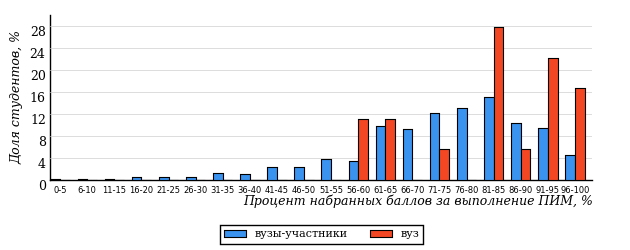 Доля студентов, %
28
24
20
16
12
8
4
0
0-5 6-10 11-15 16-20 21-25 26-30 31-35 36-40 41-45 46-50 51-55 56-60 61-65 66-70 71-75 76-80 81-85 86-90 91-95 96-100
Процент набранных баллов за выполнение ПИМ, %
вузы-участники вуз